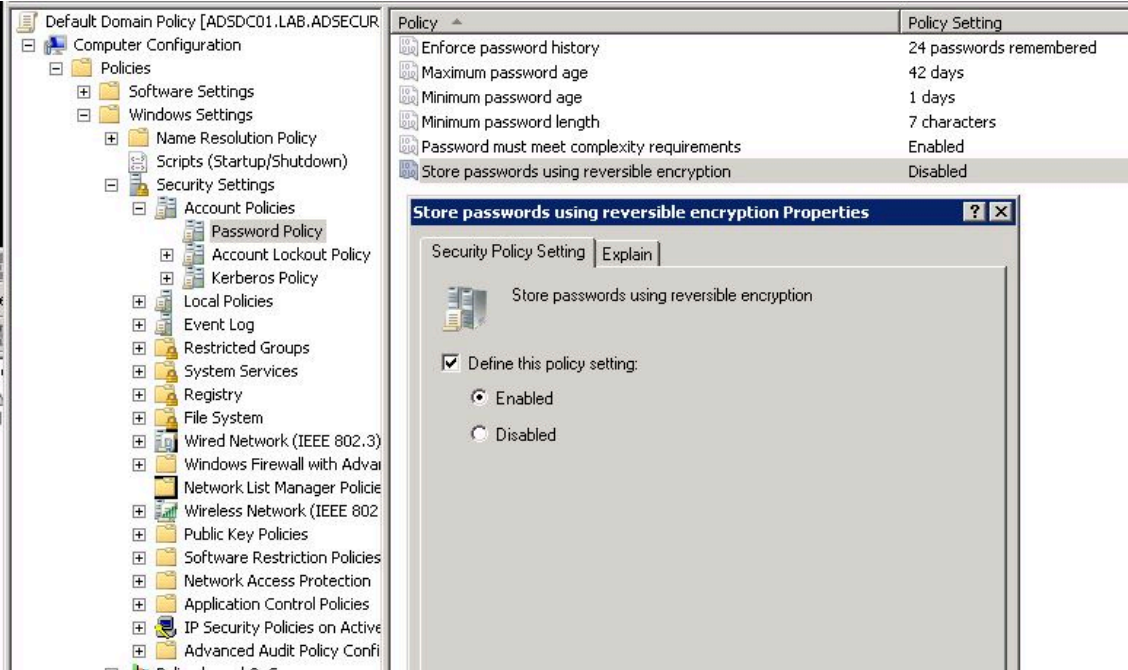 Default Domain Policy [ADSDC01.LAB.ADSECUR
Computer Configuration
Policies
Software Settings
Windows Settings
Name Resolution Policy
Scripts (Startup/Shutdown)
Security Settings
Account Policies
Password Policy
Account Lockout Policy
Kerberos Policy
Local Policies
Event Log
Restricted Groups
System Services
Registry
File System
Wired Network (IEEE 802.3)
Windows Firewall with Advan
Network List Manager Policie
Wireless Network (IEEE 802
Public Key Policies
Software Restriction Policies
Network Access Protection
Application Control Policies
IP Security Policies on Active
Advanced Audit Policy Confi
Policy Policy Setting
Enforce password history 24 passwords remembered
Maximum password age 42 days
Minimum password age 1 days
Minimum password length 7 characters
Password must meet complexity requirements Enabled
Store passwords using reversible encryption Disabled
Store passwords using reversible encryption Properties
Security Policy Setting Explain
Store passwords using reversible encryption
Define this policy setting:
Enabled
Disabled